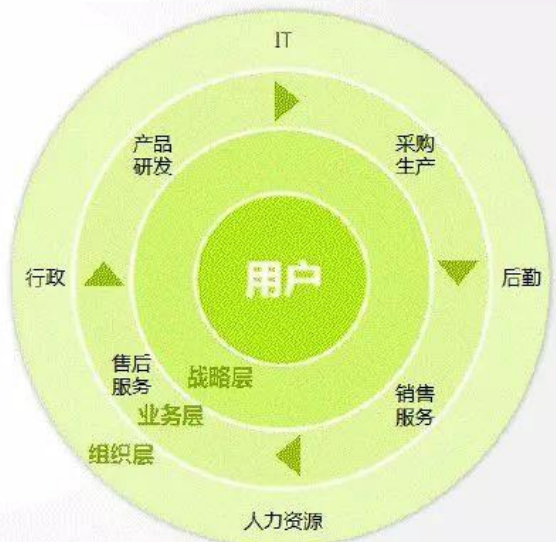 IT
产品
研发
采购
生产
行政
用户
后勤
售后
服务
战略层
销售
服务
业务层
组织层
人力资源